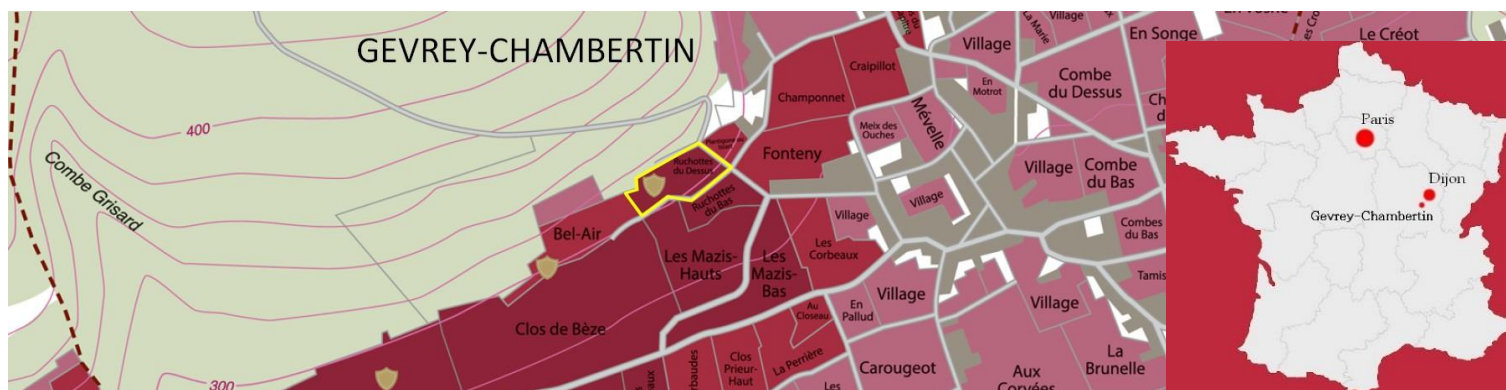 GEVREY-CHAMBERTIN
400
Combe Grisard
300
Bel-Air
Clos de Bèze
Ruchottes
du Dessus
Ruchottes
du Bas
Les Mazis-
Hauts
Les
Mazis-
Bas
Champonnet
Craipillot
Fonteny
Village
Les
Corbeaux
Au
Closeau
En
Pallud
Village
Clos
Prieur-
Haut
La Perrière
Carougeot
Les
Meix des
Ouches
Mévelle
Village
Village
En
Motrot
La Marie
Village
Combe
du Dessus
En Songe
Village
Combe
du Bas
Combes
du Bas
Village
Aux
Corvées
La
Brunelle
Le Créot
Paris
Dijon
Gevrey-Chambertin